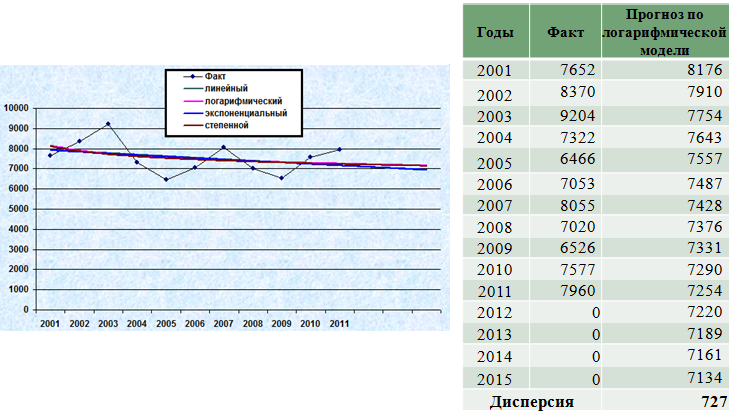 Факт
линейный
логарифмический
экспоненциальный
степенной
10000
9000
8000
7000
6000
5000
4000
3000
2000
1000
0
2001 2002 2003 2004 2005 2006 2007 2008 2009 2010 2011
Годы Факт Прогноз по
логарифмической
модели
2001 7652 8176
2002 8370 7910
2003 9204 7754
2004 7322 7643
2005 6466 7557
2006 7053 7487
2007 8055 7428
2008 7020 7376
2009 6526 7331
2010 7577 7290
2011 7960 7254
2012 0 7220
2013 0 7189
2014 0 7161
2015 0 7134
Дисперсия 727